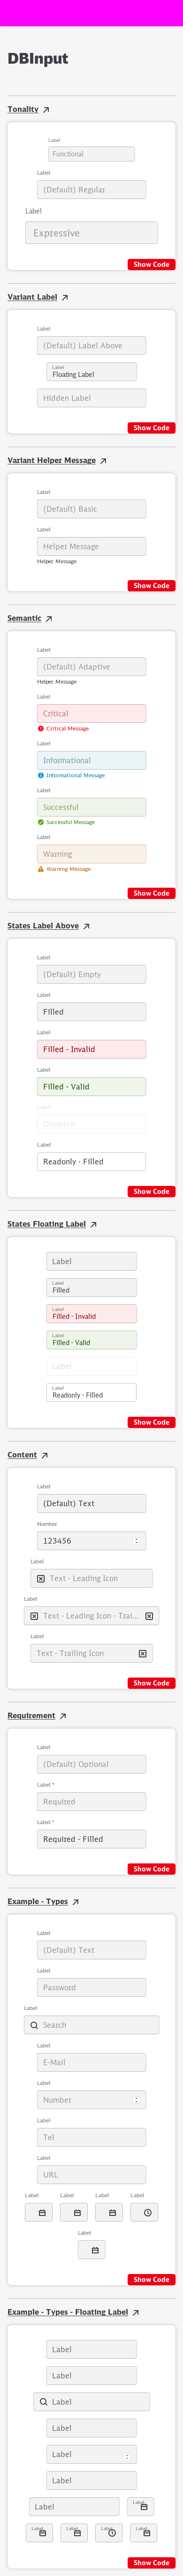 DBInput
Tonality
Label
Functional
Label
(Default) Regular
Label
Expressive
Show Code
Variant Label
Label
(Default) Label Above
Label
Floating Label
Hidden Label
Show Code
Variant Helper Message
Label
(Default) Basic
Label
Helper Message
Helper Message
Show Code
Semantic
Label
(Default) Adaptive
Helper Message
Label
Critical
Critical Message
Label
Informational
Informational Message
Label
Successful
Successful Message
Label
Warning
Warning Message
Show Code
States Label Above
Label
(Default) Empty
Label
Filled
Label
Filled - Invalid
Label
Filled - Valid
Label
Disabled
Label
Readonly - Filled
Show Code
States Floating Label
Label
Label
Filled
Label
Filled - Invalid
Label
Filled - Valid
Label
Label
Readonly - Filled
Show Code
Content
Label
(Default) Text
Number
123456
Label
Text - Leading Icon
Label
Text - Leading Icon - Trai...
Label
Text - Trailing Icon
Show Code
Requirement
Label
(Default) Optional
Label *
Required
Label *
Required - Filled
Show Code
Example - Types
Label
(Default) Text
Label
Password
Label
Search
Label
E-Mail
Label
Number
Label
Tel
Label
URL
Label Label Label Label
Label
Show Code
Example - Types - Floating Label
Label
Label
Label
Label
Label
Label
Label Label
Label Label Label Label
Show Code